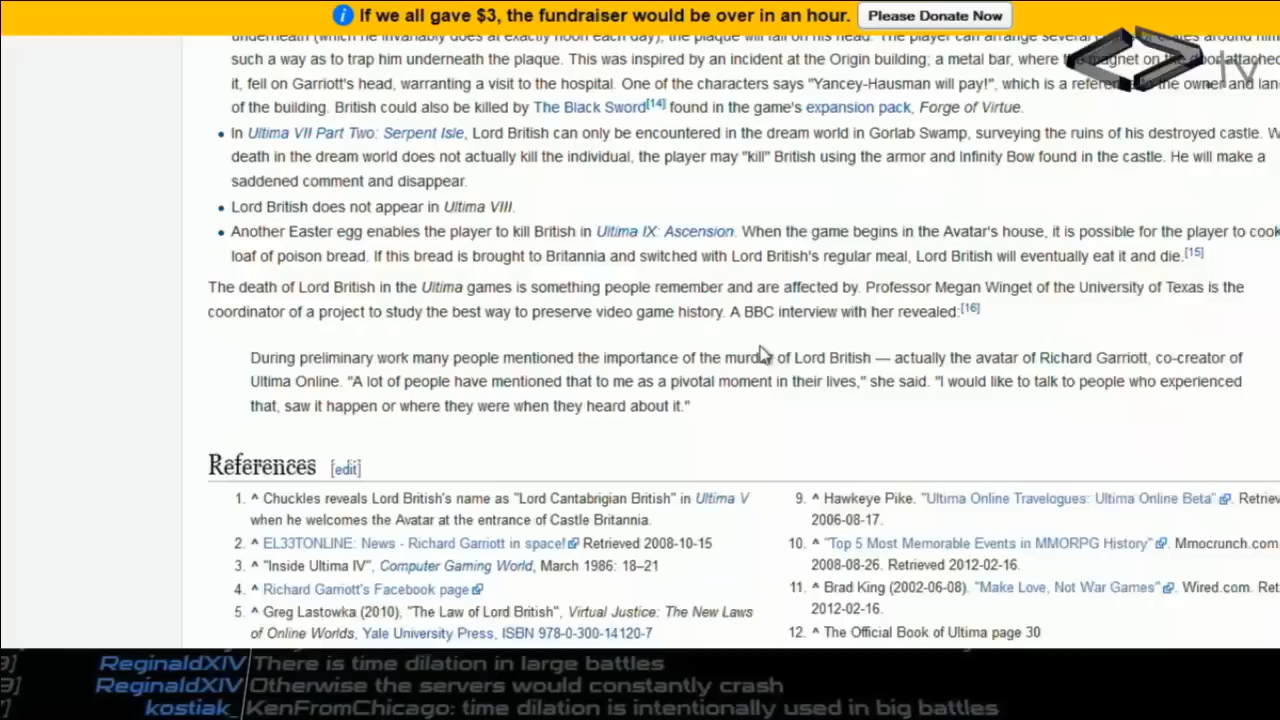 If we all gave $3, the fundraiser would be over in an hour. Please Donate Now
such a way as to trap him underneath the plaque. This was inspired by an incident at the Origin building; a metal bar, where magnet on the door attached
it, fell on Garriott's head, warranting a visit to the hospital. One of the characters says "Yancey-Hausman will pay!", which is a the owner and lan
of the building. British could also be killed by The Black Sword[14] found in the game's expansion pack, Forge of Virtue.
• In Ultima VII Part Two: Serpent Isle, Lord British can only be encountered in the dream world in Gorlab Swamp, surveying the ruins of his destroyed castle. W
death in the dream world does not actually kill the individual, the player may "kill" British using the armor and Infinity Bow found in the castle. He will make a
saddened comment and disappear.
• Lord British does not appear in Ultima VIII.
• Another Easter egg enables the player to kill British in Ultima IX: Ascension. When the game begins in the Avatar's house, it is possible for the player to cook
loaf of poison bread. If this bread is brought to Britannia and switched with Lord British's regular meal, Lord British will eventually eat it and die.[15]
The death of Lord British in the Ultima games is something people remember and are affected by. Professor Megan Winget of the University of Texas is the
coordinator of a project to study the best way to preserve video game history. A BBC interview with her revealed:[16]
During preliminary work many people mentioned the importance of the murder of Lord British — actually the avatar of Richard Garriott, co-creator of
Ultima Online. "A lot of people have mentioned that to me as a pivotal moment in their lives," she said. "I would like to talk to people who experienced
that, saw it happen or where they were when they heard about it."
References [edit]
1. ^ Chuckles reveals Lord British's name as "Lord Cantabrigian British" in Ultima V
when he welcomes the Avatar at the entrance of Castle Britannia.
2. ^ EL33TONLINE: News - Richard Garriott in space! Retrieved 2008-10-15
3. ^ "Inside Ultima IV", Computer Gaming World, March 1986: 18–21
4. ^ Richard Garriott's Facebook page
5. ^ Greg Lastowka (2010), "The Law of Lord British", Virtual Justice: The New Laws
of Online Worlds, Yale University Press, ISBN 978-0-300-14120-7
9. ^ Hawkeye Pike. "Ultima Online Travelogues: Ultima Online Beta". Retriev
2006-08-17.
10. ^ "Top 5 Most Memorable Events in MMORPG History". Mmocrunch.com
2008-08-26. Retrieved 2012-02-16.
11. ^ Brad King (2002-06-08). "Make Love, Not War Games". Wired.com. Ret
2012-02-16.
12. ^ The Official Book of Ultima page 30
ReginaldXIV There is time dilation in large battles
ReginaldXIV Otherwise the servers would constantly crash
kostiak_ KenFromChicago: time dilation is intentionally used in big battles
tv